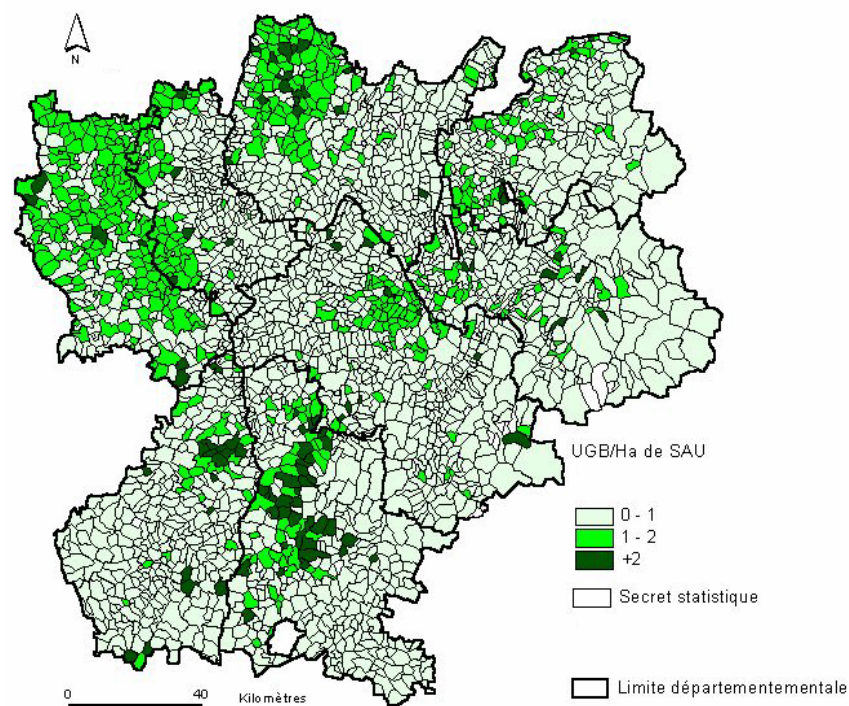 N
UGB/Ha de SAU
0 - 1
1 - 2
+2
Secret statistique
Limite départementementale
0 40 Kilomètres